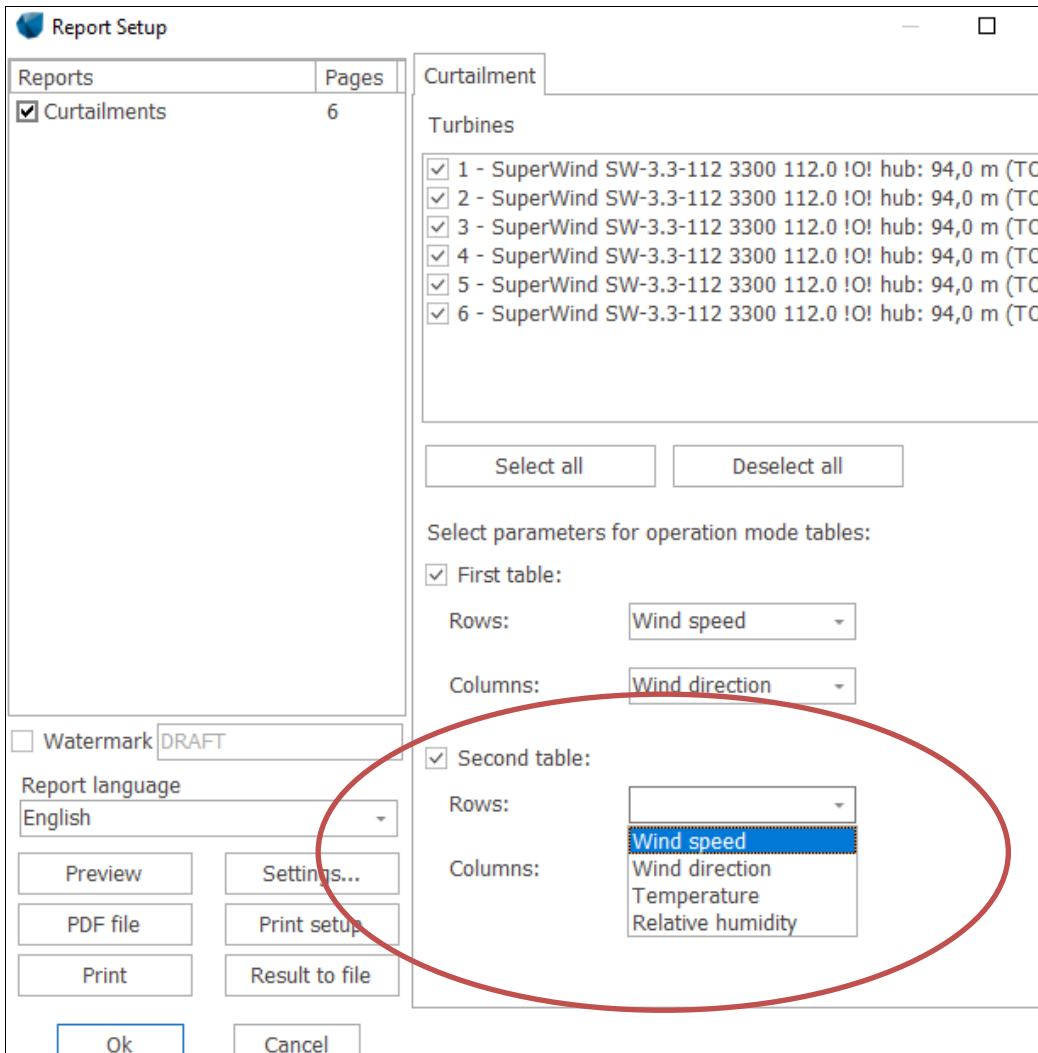 Report Setup
Reports Pages
Curtailments 6
Curtailment
Turbines
1 - SuperWind SW-3.3-112 3300 112.0 !O! hub: 94,0 m (TO
2 - SuperWind SW-3.3-112 3300 112.0 !O! hub: 94,0 m (TO
3 - SuperWind SW-3.3-112 3300 112.0 !O! hub: 94,0 m (TO
4 - SuperWind SW-3.3-112 3300 112.0 !O! hub: 94,0 m (TO
5 - SuperWind SW-3.3-112 3300 112.0 !O! hub: 94,0 m (TO
6 - SuperWind SW-3.3-112 3300 112.0 !O! hub: 94,0 m (TO
Select all Deselect all
Select parameters for operation mode tables:
First table:
Rows: Wind speed
Columns: Wind direction
Second table:
Rows:
Wind speed
Columns:
Wind direction
Temperature
Relative humidity
Watermark DRAFT
Report language
English
Preview Settings...
PDF file Print setup
Print Result to file
Ok Cancel